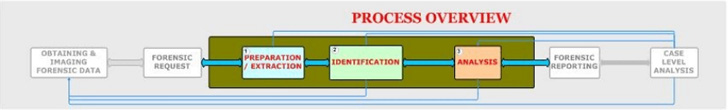 PROCESS OVERVIEW
OBTAINING &
IMAGING
FORENSIC DATA
FORENSIC
REQUEST
1
PREPARATION
/ EXTRACTION
2
IDENTIFICATION
3
ANALYSIS
FORENSIC
REPORTING
CASE
LEVEL
ANALYSIS